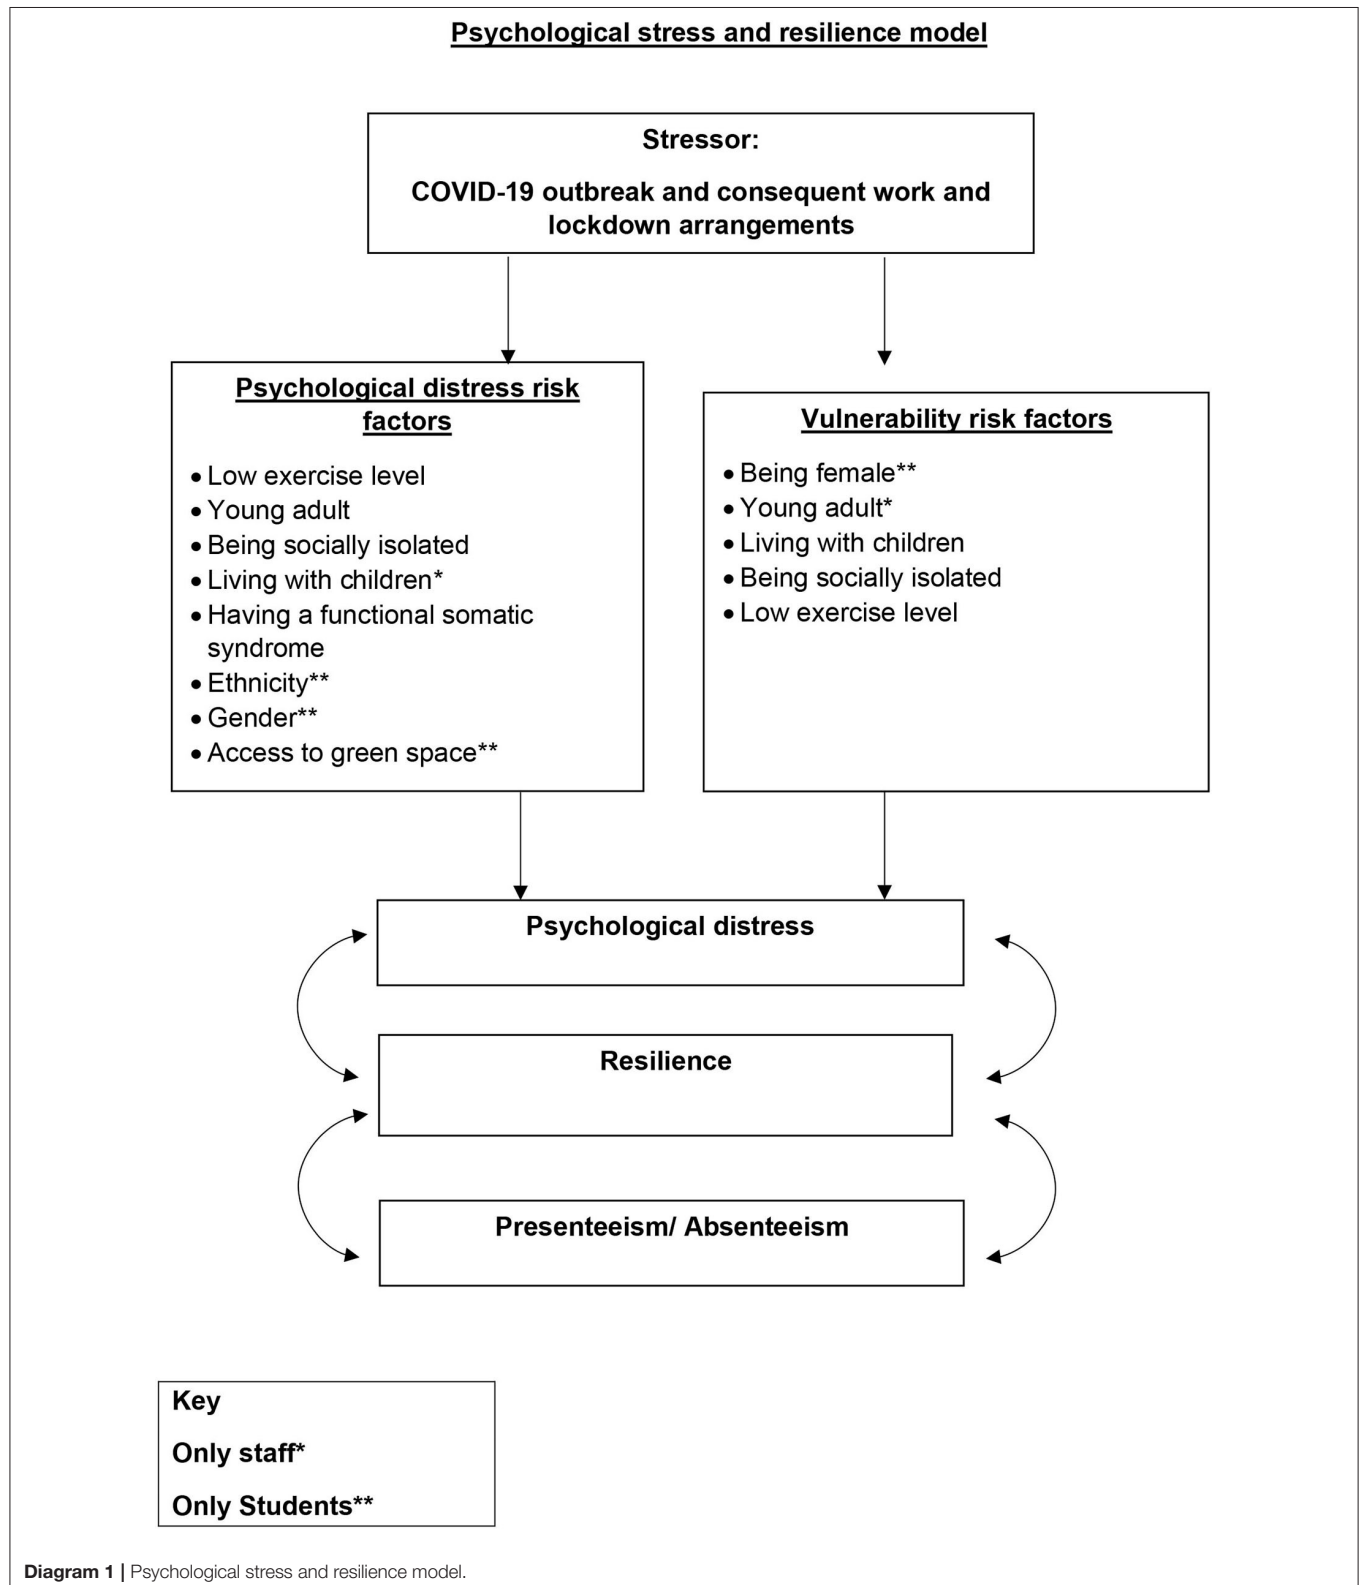 Psychological stress and resilience model
Stressor:
COVID-19 outbreak and consequent work and
lockdown arrangements
Psychological distress risk
factors
• Low exercise level
• Young adult
• Being socially isolated
• Living with children*
• Having a functional somatic
syndrome
• Ethnicity**
• Gender**
• Access to green space**
Vulnerability risk factors
• Being female**
• Young adult*
• Living with children
• Being socially isolated
• Low exercise level
Psychological distress
Resilience
Presenteeism/ Absenteeism
Key
Only staff*
Only Students**
Diagram 1 | Psychological stress and resilience model.